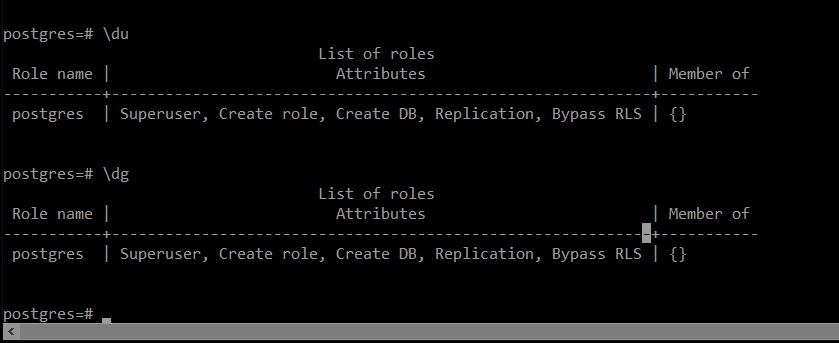 postgres=# \du
                                   List of roles
 Role name |                         Attributes                         | Member of
-----------+------------------------------------------------------------+-----------
 postgres  | Superuser, Create role, Create DB, Replication, Bypass RLS | {}
postgres=# \dg
                                   List of roles
 Role name |                         Attributes                         | Member of
-----------+------------------------------------------------------------+-----------
 postgres  | Superuser, Create role, Create DB, Replication, Bypass RLS | {}
postgres=# _